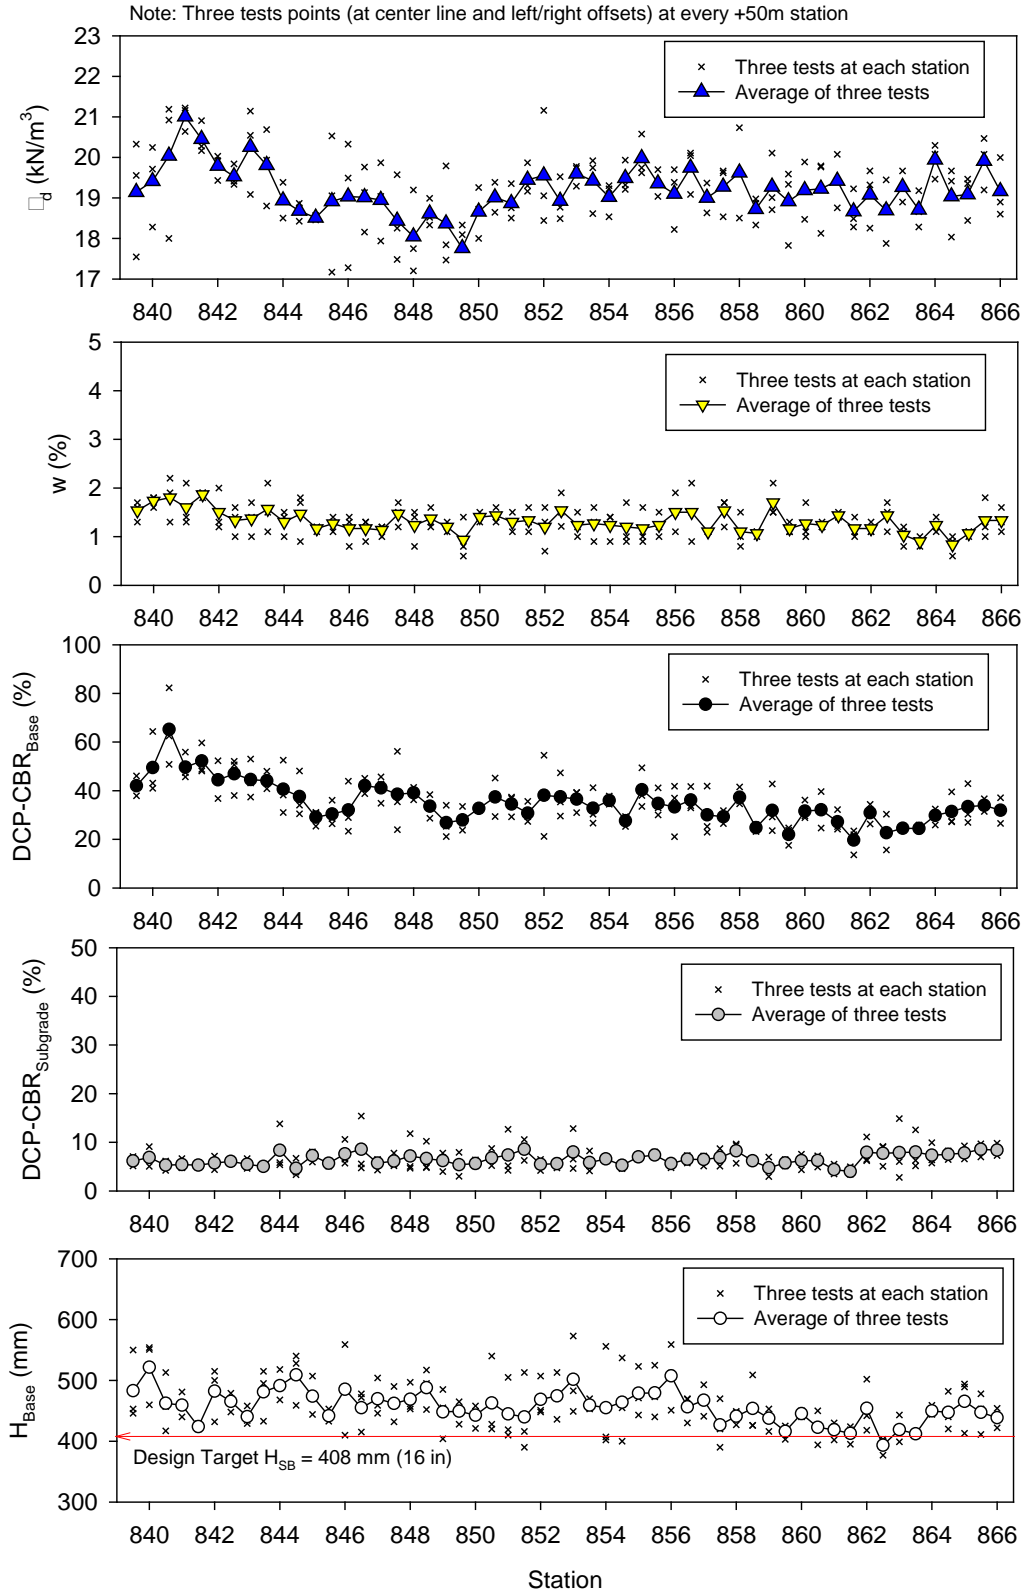 Note: Three tests points (at center line and left/right offsets) at every +50m station
□d (kN/m3)
23
22
21
20
19
18
17
Three tests at each station
Average of three tests
840 842 844 846 848 850 852 854 856 858 860 862 864 866
w (%)
5
4
3
2
1
0
Three tests at each station
Average of three tests
840 842 844 846 848 850 852 854 856 858 860 862 864 866
DCP-CBRBase (%)
100
80
60
40
20
0
Three tests at each station
Average of three tests
840 842 844 846 848 850 852 854 856 858 860 862 864 866
DCP-CBRSubgrade (%)
50
40
30
20
10
0
Three tests at each station
Average of three tests
840 842 844 846 848 850 852 854 856 858 860 862 864 866
HBase (mm)
700
600
500
400
300
Three tests at each station
Average of three tests
Design Target HSB = 408 mm (16 in)
840 842 844 846 848 850 852 854 856 858 860 862 864 866
Station